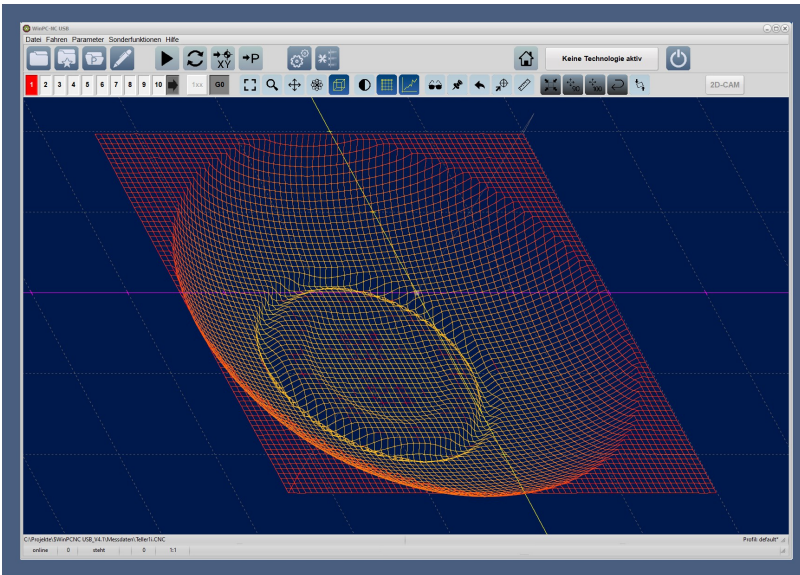 WinPC-NC USB
Datei Fahren Parameter Sonderfunktionen Hilfe
XY P Keine Technologie aktiv
1 2 3 4 5 6 7 8 9 10 1xx G0 2D-CAM
C:\Projekte\SWinPCNC USB_V4.1\Messdaten\Teller1i.CNC Profil: default*
online 0 steht 0 1:1